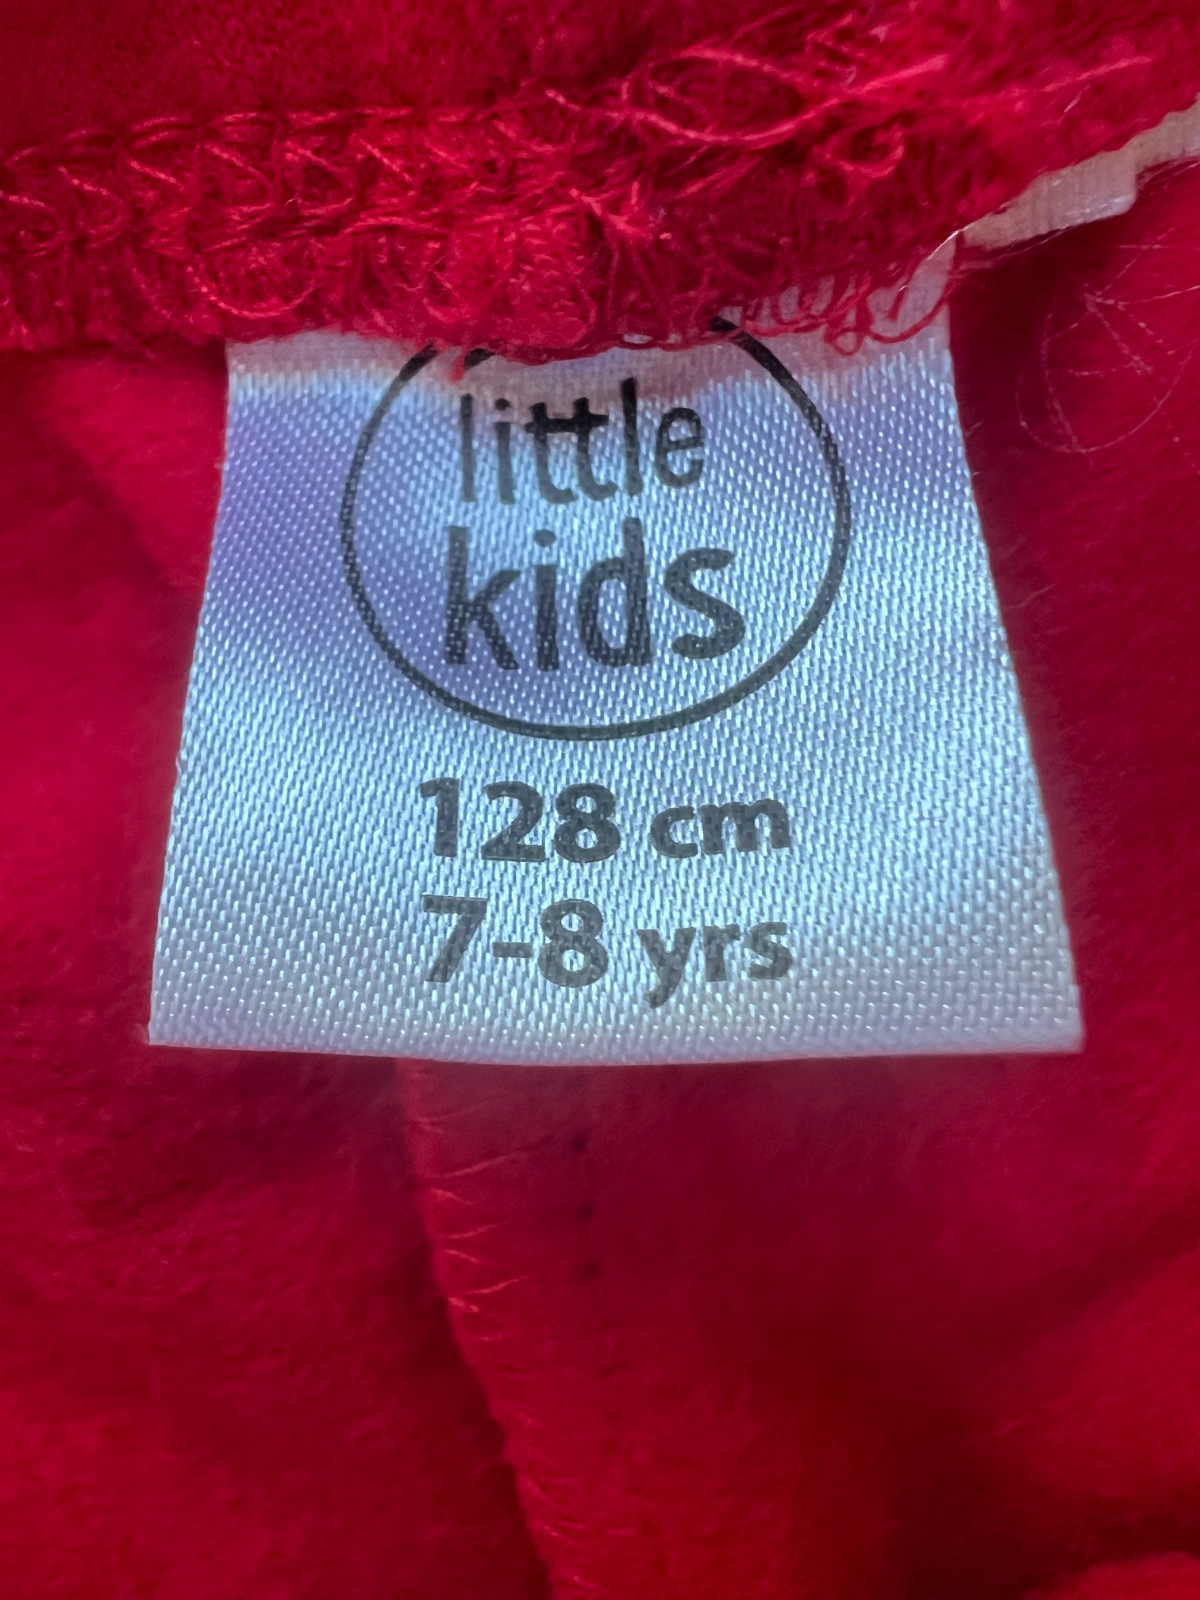 little
kids
128 cm
7-8 yrs